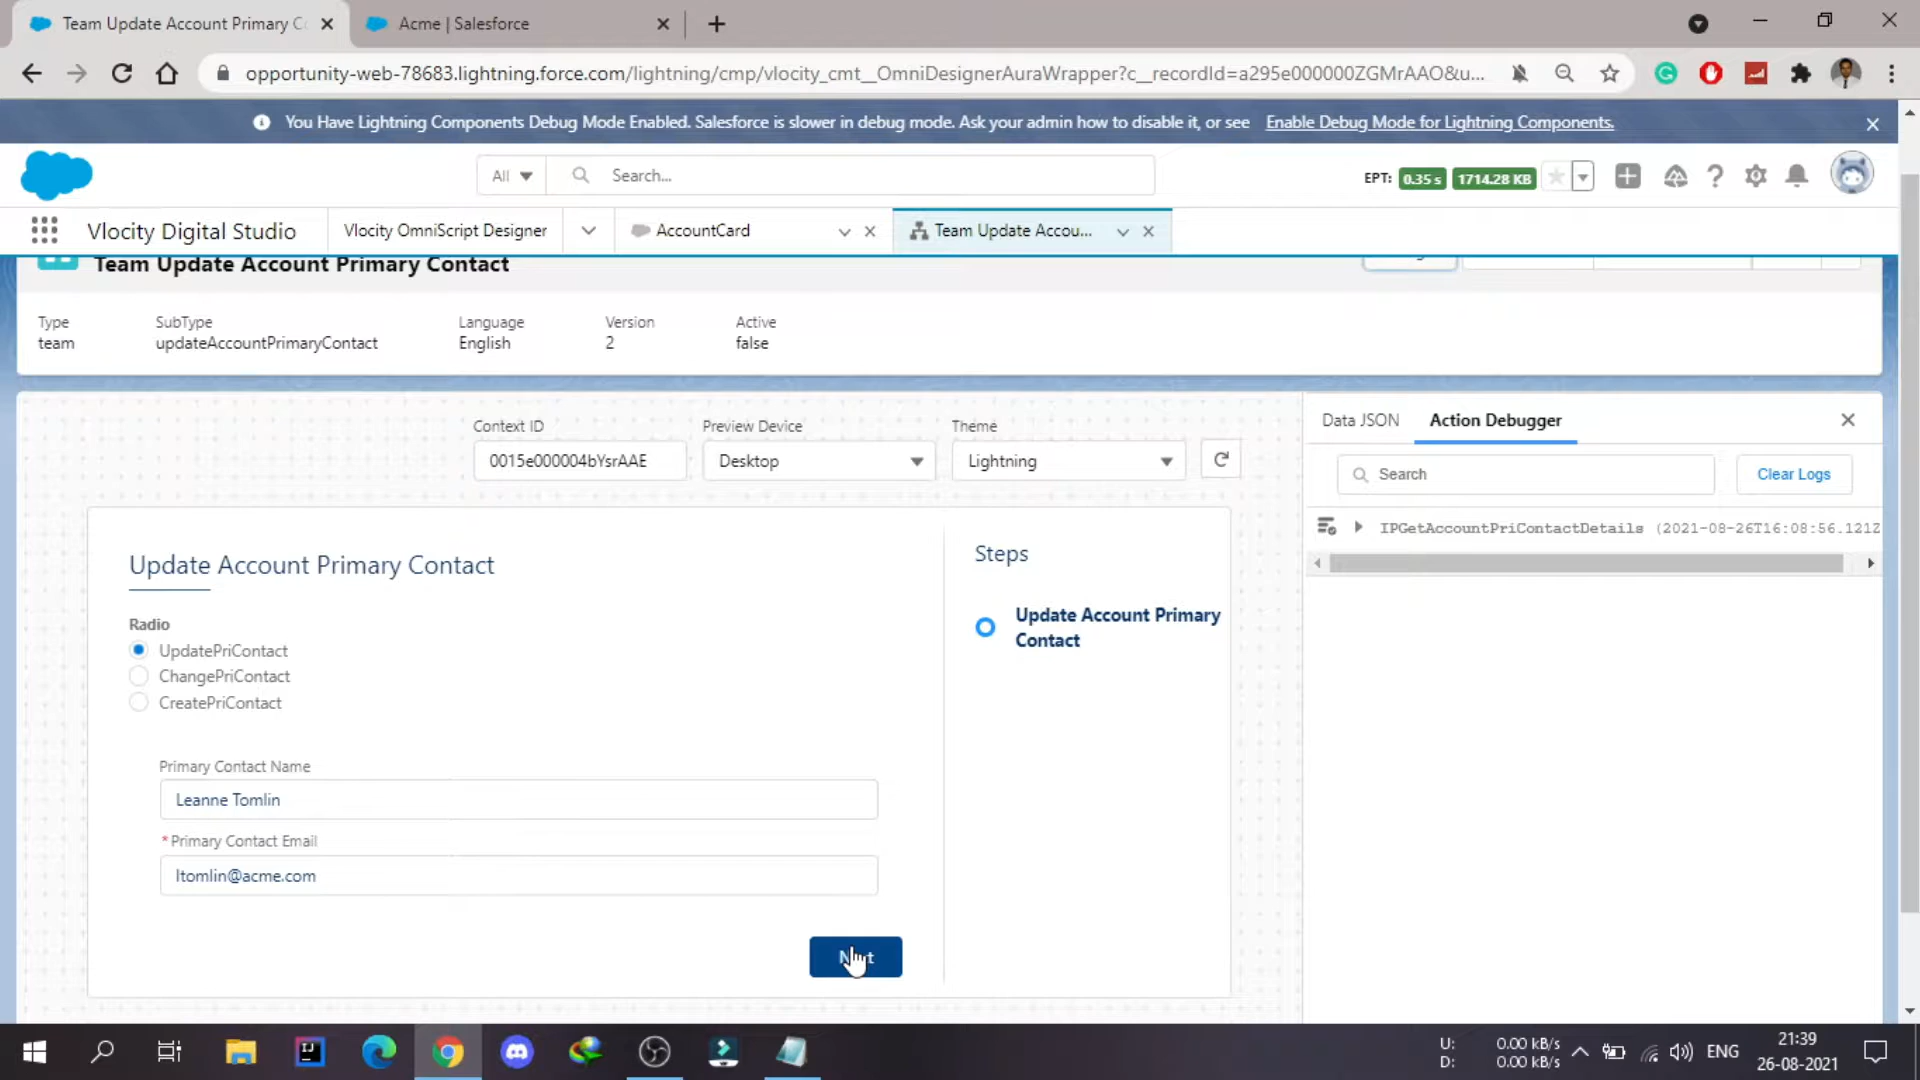 Team Update Account Primary C
Acme | Salesforce
opportunity-web-78683.lightning.force.com/lightning/cmp/vlocity_cmt__OmniDesignerAuraWrapper?c__recordId=a295e000000ZGMrAAO&u...
You Have Lightning Components Debug Mode Enabled. Salesforce is slower in debug mode. Ask your admin how to disable it, or see Enable Debug Mode for Lightning Components.
All
Search...
EPT: 0.35 s 1714.28 KB
Vlocity Digital Studio
Vlocity OmniScript Designer
AccountCard
Team Update Accou...
Team Update Account Primary Contact
Type SubType Language Version Active
team updateAccountPrimaryContact English 2 false
Context ID Preview Device Theme
0015e000004bYsrAAE Desktop Lightning
Data JSON Action Debugger
Search
Clear Logs
IPGetAccountPriContactDetails (2021-08-26T16:08:56.121Z
Update Account Primary Contact
Radio
UpdatePriContact
ChangePriContact
CreatePriContact
Primary Contact Name
Leanne Tomlin
*Primary Contact Email
ltomlin@acme.com
Steps
Update Account Primary
Contact
U: 0.00 kB/s
D: 0.00 kB/s
ENG
21:39
26-08-2021